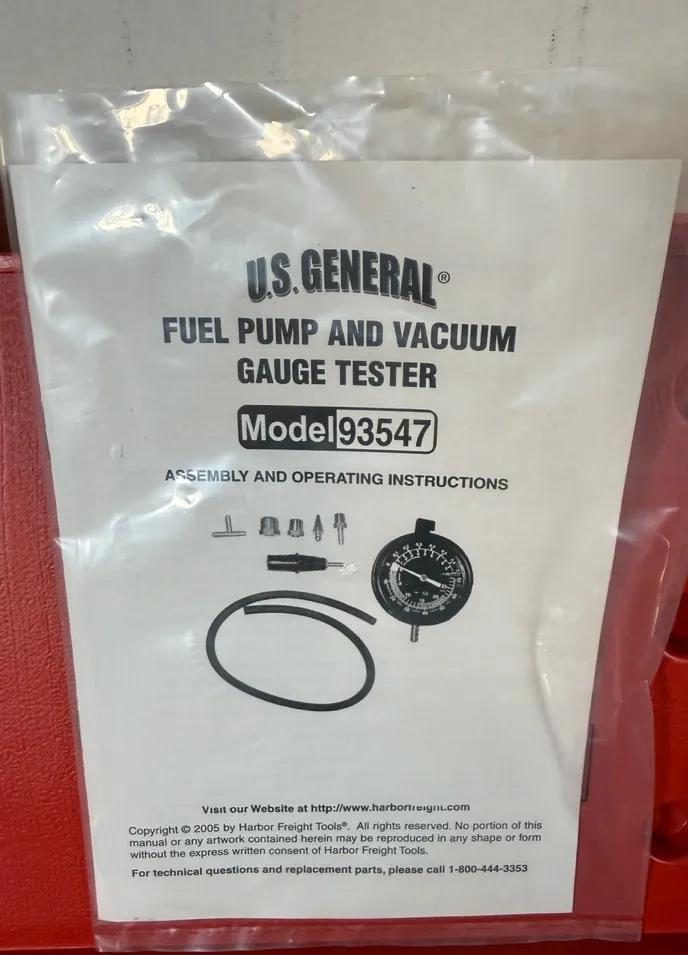 U.S. GENERAL®
FUEL PUMP AND VACUUM
GAUGE TESTER
Model 93547
ASSEMBLY AND OPERATING INSTRUCTIONS
Visit our Website at http://www.harborfreight.com
Copyright © 2005 by Harbor Freight Tools®. All rights reserved. No portion of this
manual or any artwork contained herein may be reproduced in any shape or form
without the express written consent of Harbor Freight Tools.
For technical questions and replacement parts, please call 1-800-444-3353